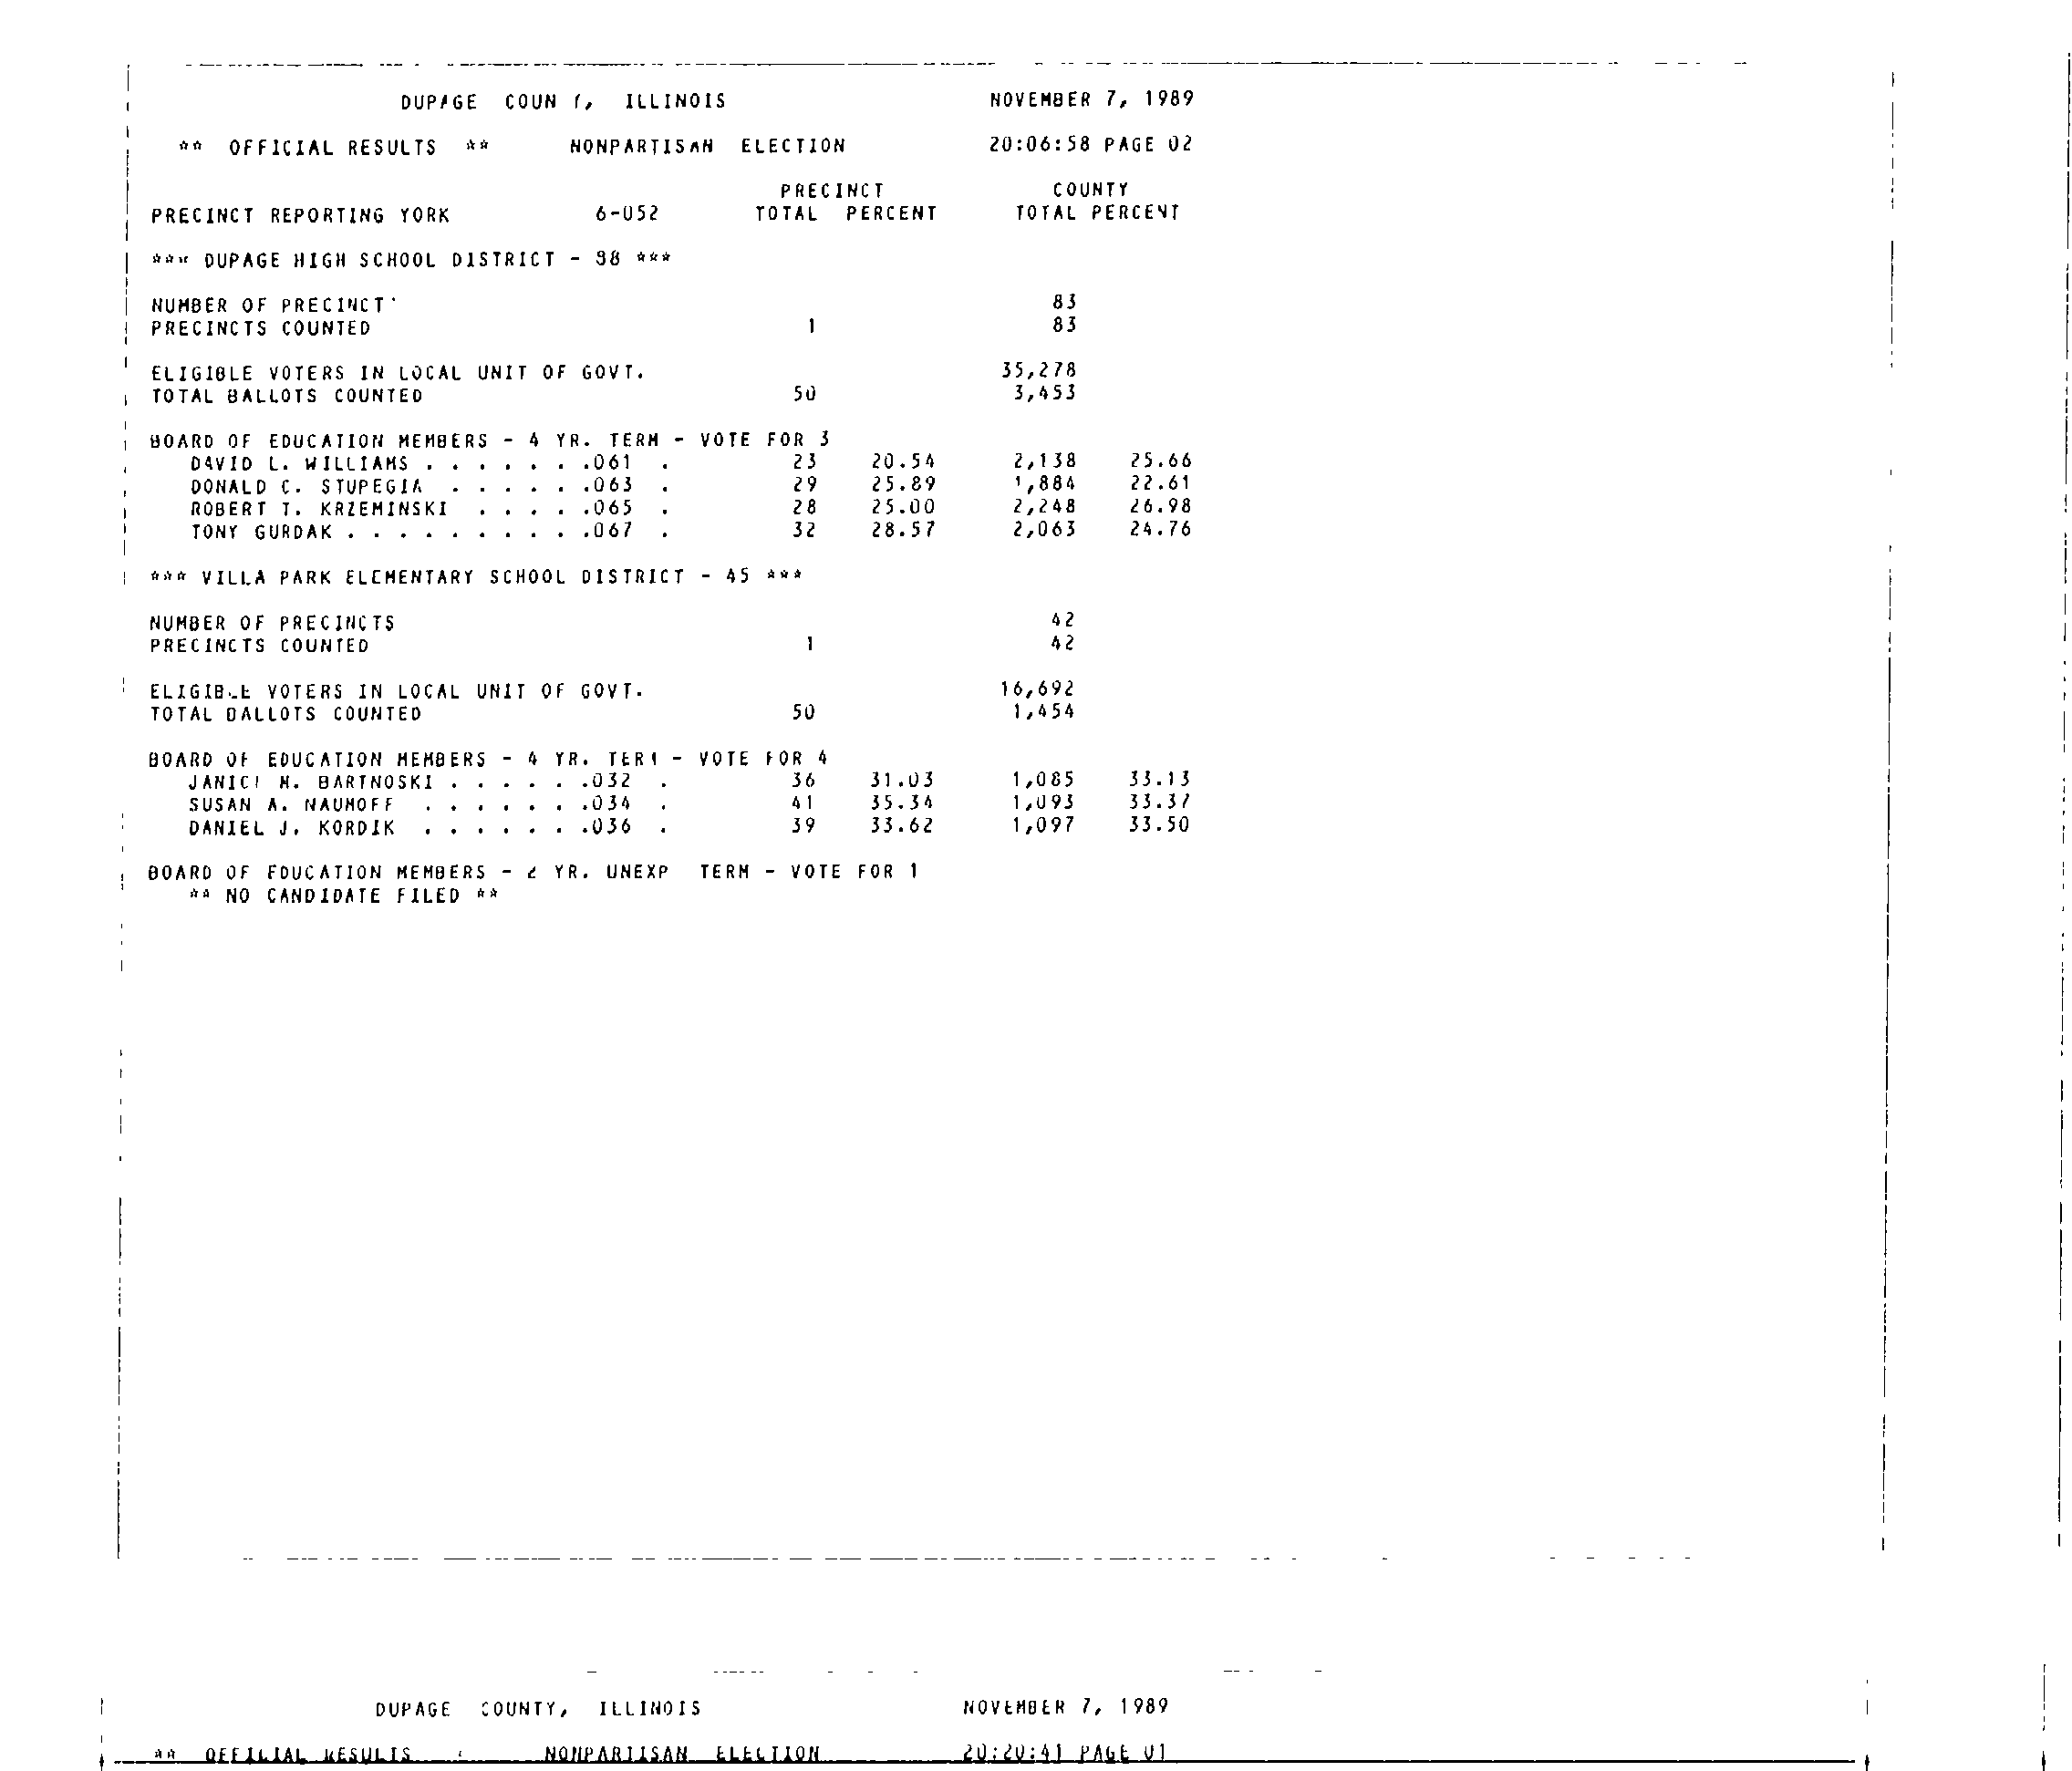 DUPAGE COUN Y, ILLINOIS NOVEMBER 7, 1989
** OFFICIAL RESULTS ** NONPARTISAN ELECTION 20:06:58 PAGE 02
PRECINCT COUNTY
PRECINCT REPORTING YORK 6-052 TOTAL PERCENT TOTAL PERCENT
*** DUPAGE HIGH SCHOOL DISTRICT - 88 ***
NUMBER OF PRECINCT' 83
PRECINCTS COUNTED 1 83
ELIGIBLE VOTERS IN LOCAL UNIT OF GOVT. 35,278
TOTAL BALLOTS COUNTED 50 3,453
BOARD OF EDUCATION MEMBERS - 4 YR. TERM - VOTE FOR 3
DAVID L. WILLIAMS . . . . . . .061 . 23 20.54 2,138 25.66
DONALD C. STUPEGIA . . . . . .063 . 29 25.89 1,884 22.61
ROBERT T. KRZEMINSKI . . . . .065 . 28 25.00 2,248 26.98
TONY GURDAK . . . . . . . . . .067 . 32 28.57 2,063 24.76
*** VILLA PARK ELEMENTARY SCHOOL DISTRICT - 45 ***
NUMBER OF PRECINCTS 42
PRECINCTS COUNTED 1 42
ELIGIBLE VOTERS IN LOCAL UNIT OF GOVT. 16,692
TOTAL BALLOTS COUNTED 50 1,454
BOARD OF EDUCATION MEMBERS - 4 YR. TERM - VOTE FOR 4
JANICE M. BARTNOSKI . . . . . .032 . 36 31.03 1,085 33.13
SUSAN A. NAUMOFF . . . . . . .034 . 41 35.34 1,093 33.37
DANIEL J. KORDIK . . . . . . .036 . 39 33.62 1,097 33.50
BOARD OF EDUCATION MEMBERS - 2 YR. UNEXP TERM - VOTE FOR 1
** NO CANDIDATE FILED **
DUPAGE COUNTY, ILLINOIS NOVEMBER 7, 1989
** OFFICIAL RESULTS NONPARTISAN ELECTION 20:20:41 PAGE 01